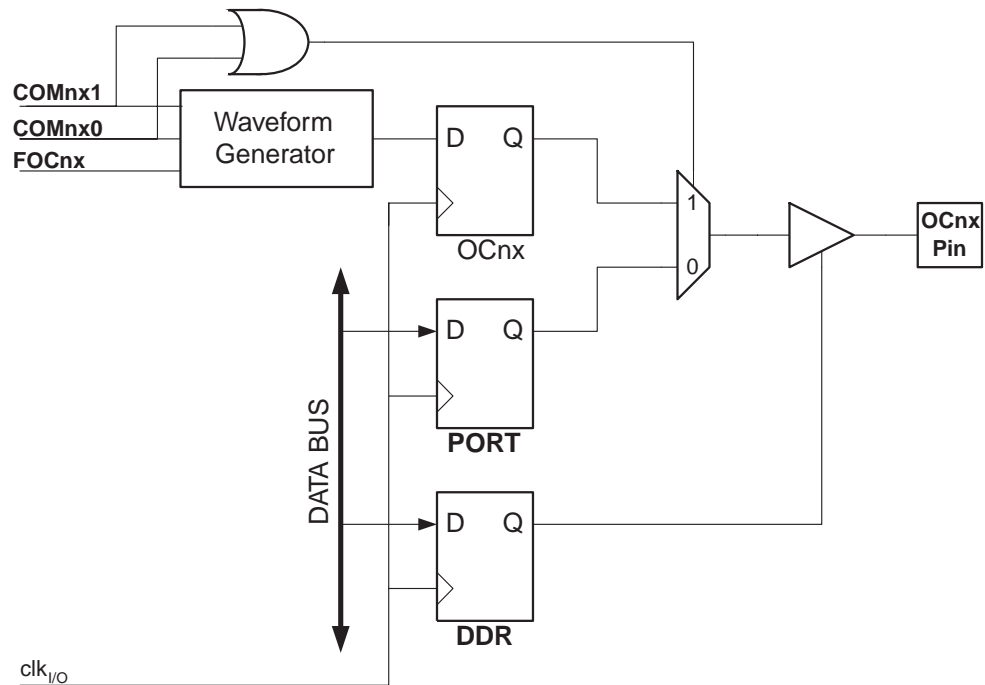 COMnx1
COMnx0
FOCnx
Waveform
Generator
D Q
OCnx
1
0
OCnx
Pin
DATA BUS
D Q
PORT
D Q
DDR
clkI/O